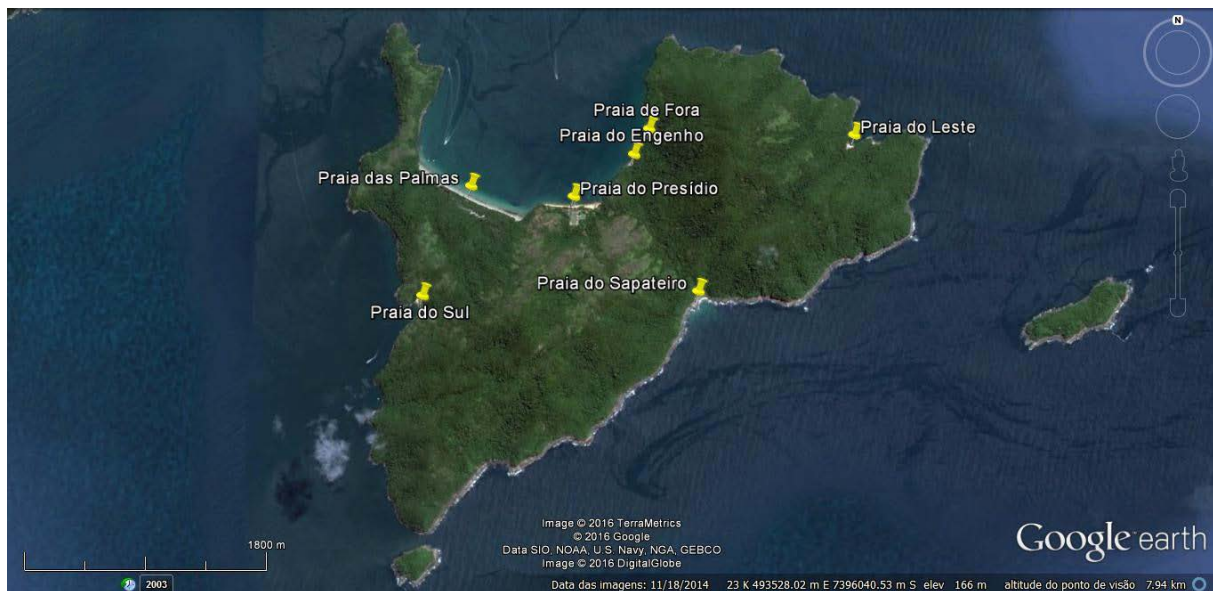 N
Praia de Fora
Praia do Engenho
Praia do Leste
Praia das Palmas
Praia do Presídio
Praia do Sapateiro
Praia do Sul
Image © 2016 TerraMetrics
© 2016 Google
Data SIO, NOAA, U.S. Navy, NGA, GEBCO
Image © 2016 DigitalGlobe
Google earth
1800 m
2003
Data das imagens: 11/18/2014 23 K 493528.02 m E 7396040.53 m S elev 166 m altitude do ponto de visão 7.94 km